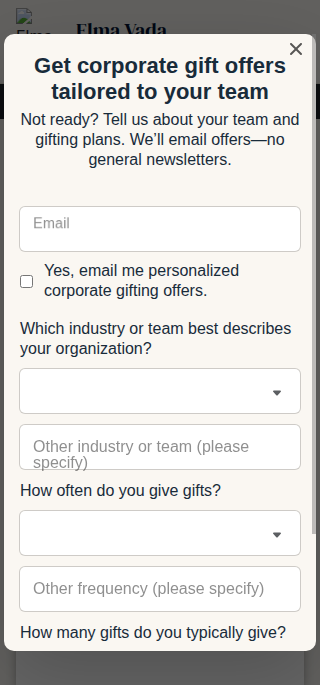 Elma Vada
Get corporate gift offers
tailored to your team
Not ready? Tell us about your team and
gifting plans. We’ll email offers—no
general newsletters.
Email
Yes, email me personalized
corporate gifting offers.
Which industry or team best describes
your organization?
Other industry or team (please
specify)
How often do you give gifts?
Other frequency (please specify)
How many gifts do you typically give?